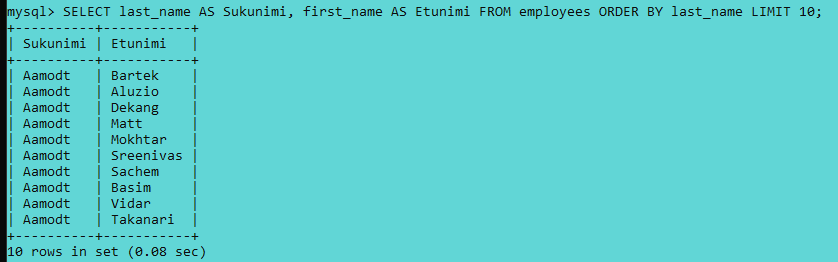 mysql> SELECT last_name AS Sukunimi, first_name AS Etunimi FROM employees ORDER BY last_name LIMIT 10;
+----------+-----------+
| Sukunimi | Etunimi   |
+----------+-----------+
| Aamodt   | Bartek    |
| Aamodt   | Aluzio    |
| Aamodt   | Dekang    |
| Aamodt   | Matt      |
| Aamodt   | Mokhtar   |
| Aamodt   | Sreenivas |
| Aamodt   | Sachem    |
| Aamodt   | Basim     |
| Aamodt   | Vidar     |
| Aamodt   | Takanari  |
+----------+-----------+
10 rows in set (0.08 sec)